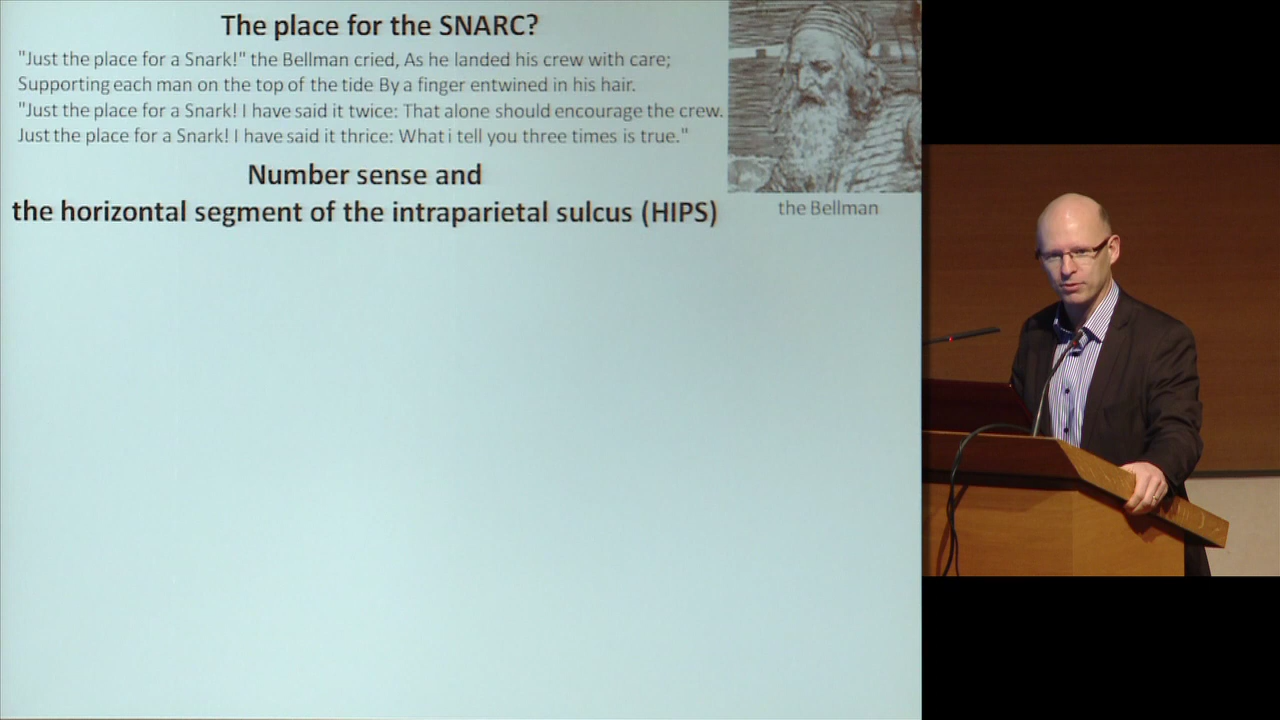 The place for the SNARC?
"Just the place for a Snark!" the Bellman cried, As he landed his crew with care;
Supporting each man on the top of the tide By a finger entwined in his hair.
"Just the place for a Snark! I have said it twice: That alone should encourage the crew.
Just the place for a Snark! I have said it thrice: What i tell you three times is true."
Number sense and
the horizontal segment of the intraparietal sulcus (HIPS)
the Bellman